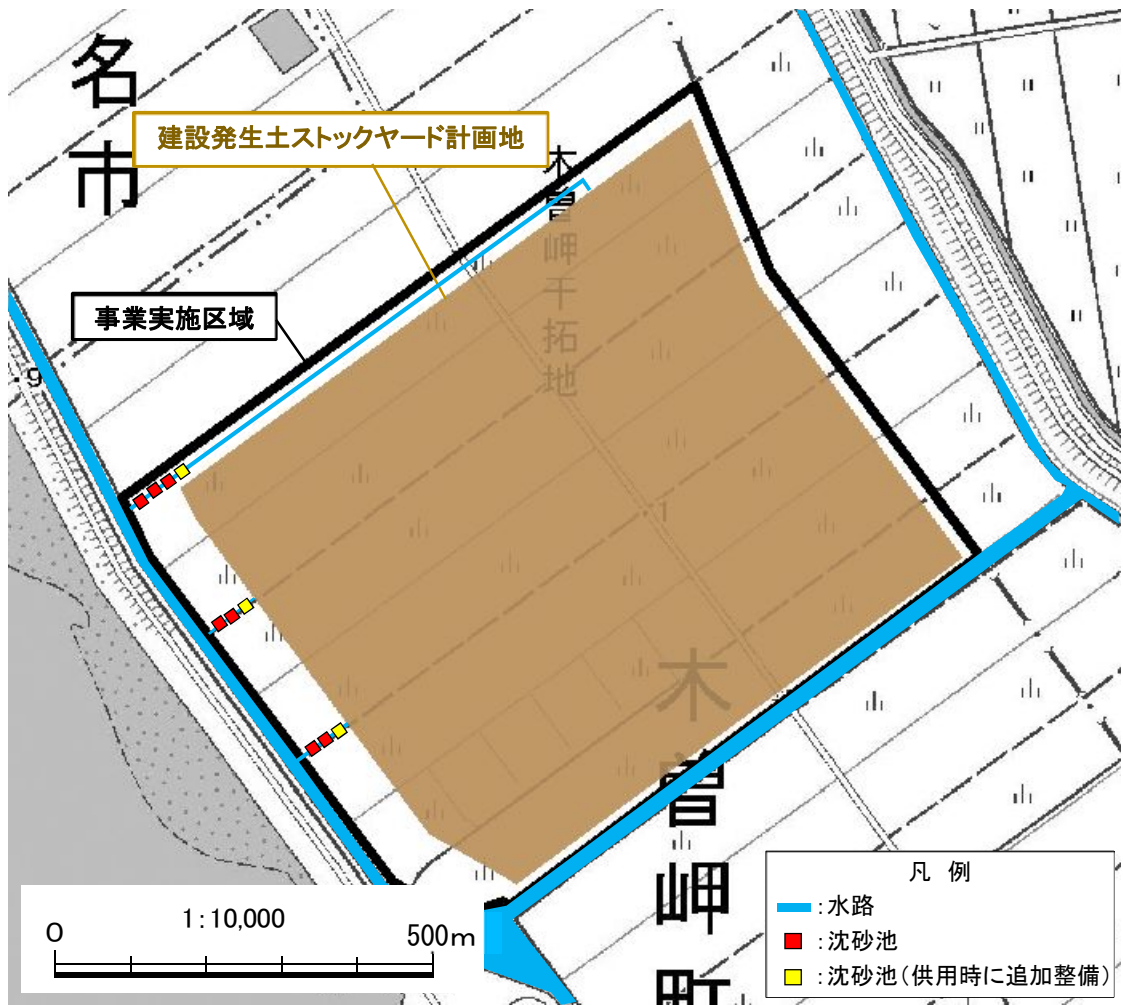 名市
建設発生土ストックヤード計画地
木曽岬干拓地
事業実施区域
.9
.1
木曽岬町
凡 例
:水路
:沈砂池
:沈砂池(供用時に追加整備)
1:10,000
0
500m